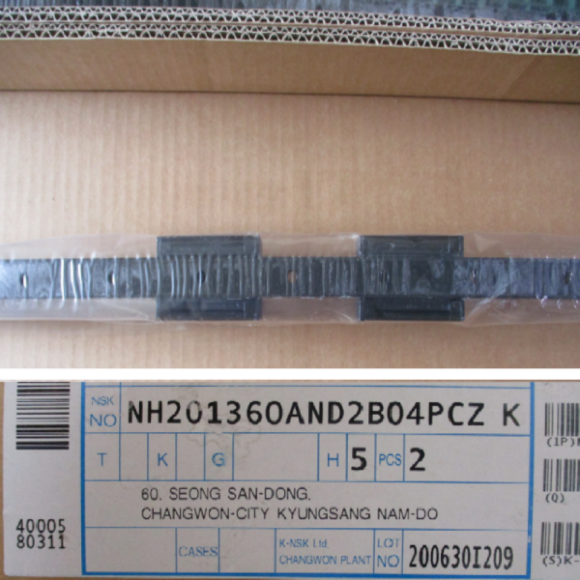 NSK NO NH201360AND2B04PCZ K
T K G H 5 PCS 2
60. SEONG SAN-DONG.
CHANGWON-CITY KYUNGSANG NAM-DO
40005
80311
CASES K-NSK Ltd. CHANGWON PLANT LOT NO 200630I209
(1P)
(Q)
(S)K-